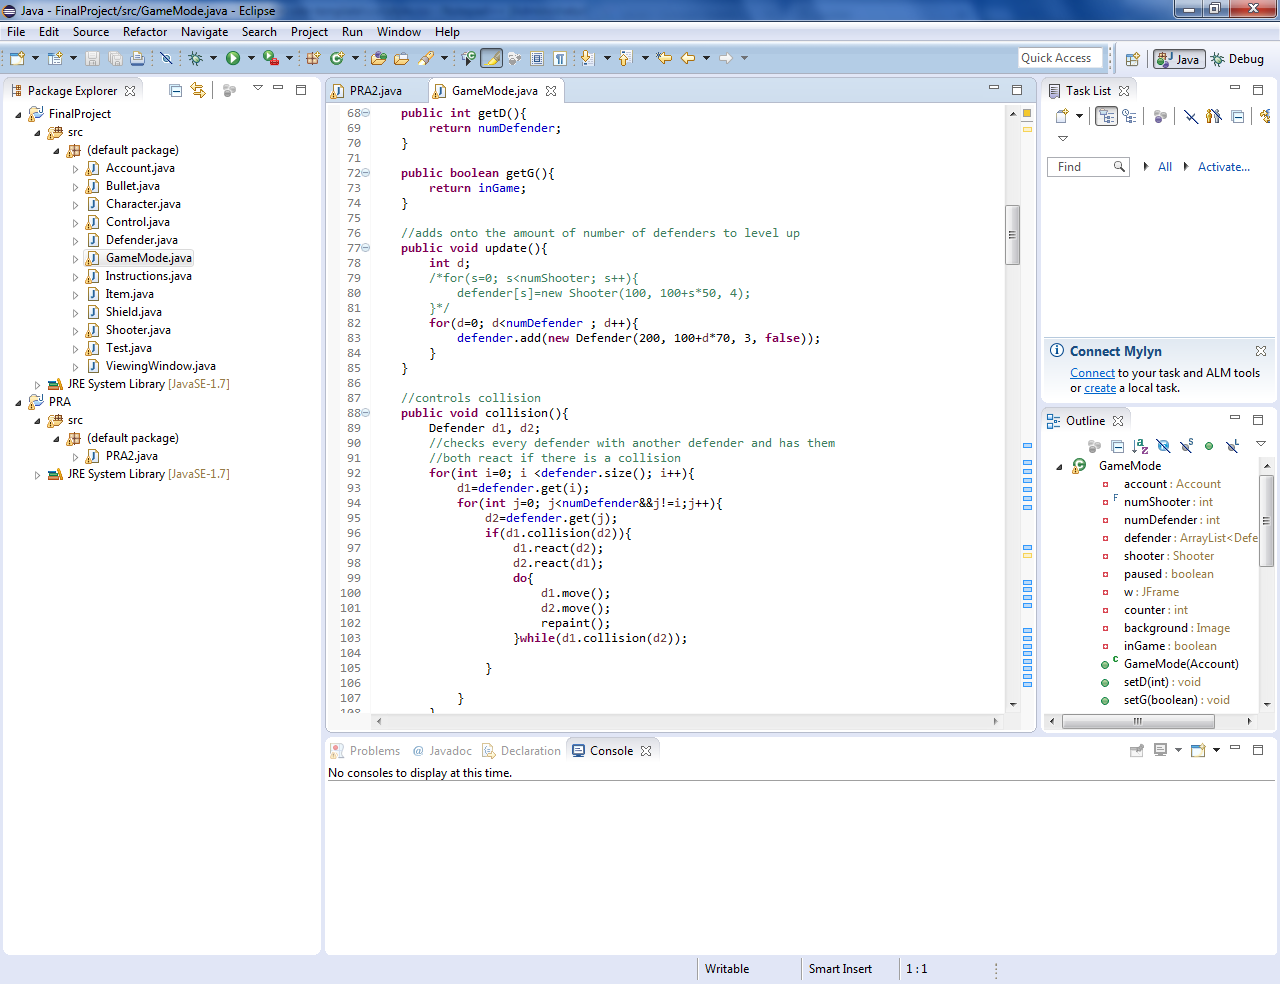 Java - FinalProject/src/GameMode.java - Eclipse
File Edit Source Refactor Navigate Search Project Run Window Help
Quick Access
Java
Debug
Package Explorer
FinalProject
src
(default package)
Account.java
Bullet.java
Character.java
Control.java
Defender.java
GameMode.java
Instructions.java
Item.java
Shield.java
Shooter.java
Test.java
ViewingWindow.java
JRE System Library [JavaSE-1.7]
PRA
src
(default package)
PRA2.java
JRE System Library [JavaSE-1.7]
PRA2.java
GameMode.java
68 public int getD(){
69 return numDefender;
70 }
71
72 public boolean getG(){
73 return inGame;
74 }
75
76 //adds onto the amount of number of defenders to level up
77 public void update(){
78 int d;
79 /*for(s=0; s<numShooter; s++){
80 defender[s]=new Shooter(100, 100+s*50, 4);
81 }*/
82 for(d=0; d<numDefender ; d++){
83 defender.add(new Defender(200, 100+d*70, 3, false));
84 }
85 }
86
87 //controls collision
88 public void collision(){
89 Defender d1, d2;
90 //checks every defender with another defender and has them
91 //both react if there is a collision
92 for(int i=0; i <defender.size(); i++){
93 d1=defender.get(i);
94 for(int j=0; j<numDefender&&j!=i;j++){
95 d2=defender.get(j);
96 if(d1.collision(d2)){
97 d1.react(d2);
98 d2.react(d1);
99 do{
100 d1.move();
101 d2.move();
102 repaint();
103 }while(d1.collision(d2));
104
105 }
106
107 }
108 }
Task List
Find
All
Activate...
Connect Mylyn
Connect to your task and ALM tools
or create a local task.
Outline
GameMode
account : Account
numShooter : int
numDefender : int
defender : ArrayList<Defe
shooter : Shooter
paused : boolean
w : JFrame
counter : int
background : Image
inGame : boolean
GameMode(Account)
setD(int) : void
setG(boolean) : void
Problems
@ Javadoc
Declaration
Console
No consoles to display at this time.
Writable
Smart Insert
1 : 1